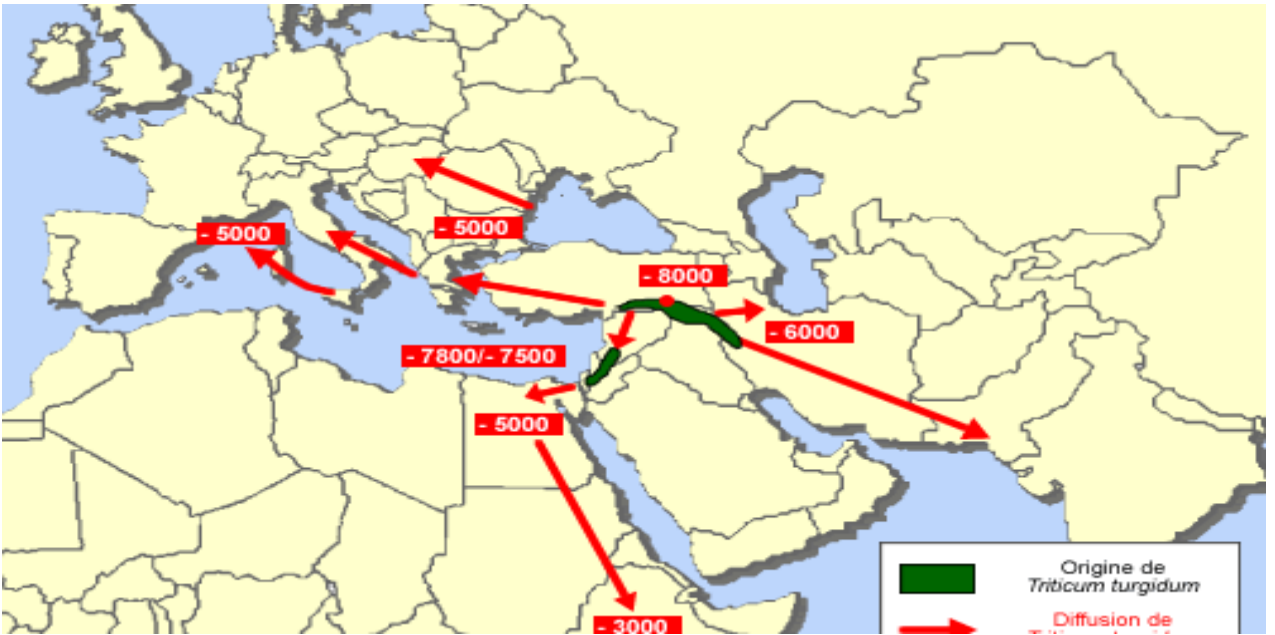 - 5000
- 5000
- 8000
- 6000
- 7800/- 7500
- 5000
- 3000
Origine de
Triticum turgidum
Diffusion de